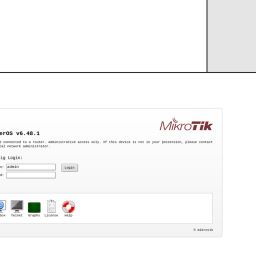 MikroTik
erOS v6.48.1
connected to a router. Administrative access only. If this device is not in your possession, please contact
network administrator.
ig Login:
admin
Login
Telnet Graphs License Help
© mikrotik